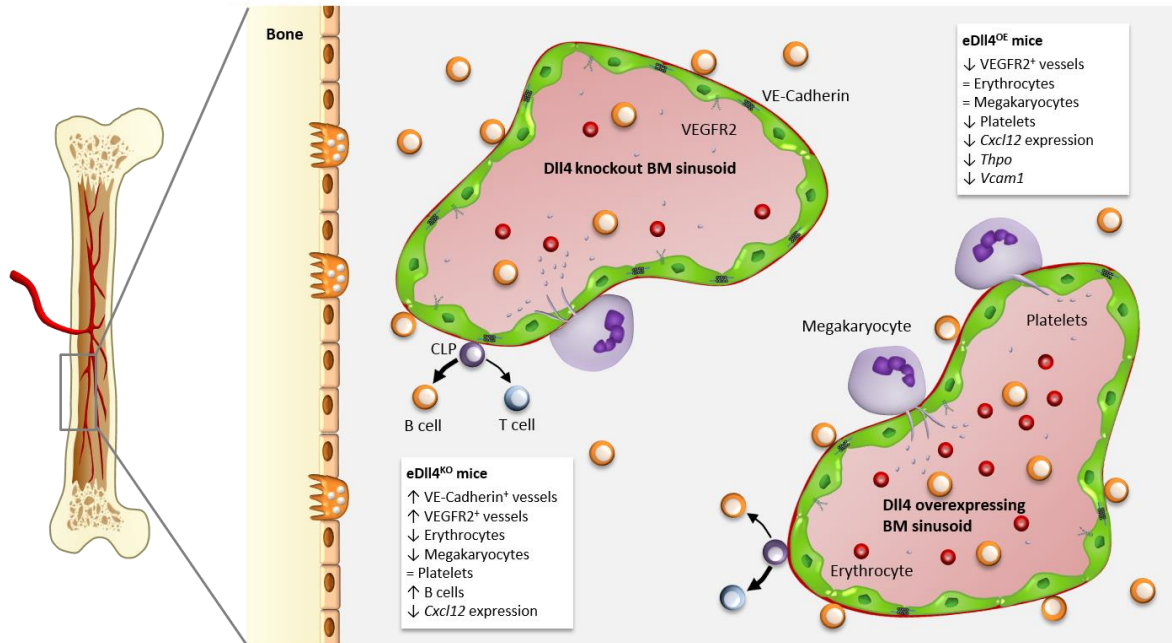 Bone
VE-Cadherin
VEGFR2
Dll4 knockout BM sinusoid
CLP
B cell
T cell
eDll4ᴷᴼ mice
↑ VE-Cadherin⁺ vessels
↑ VEGFR2⁺ vessels
↓ Erythrocytes
↓ Megakaryocytes
= Platelets
↑ B cells
↓ Cxcl12 expression
eDll4ᴼᴱ mice
↓ VEGFR2⁺ vessels
= Erythrocytes
= Megakaryocytes
↓ Platelets
↓ Cxcl12 expression
↓ Thpo
↓ Vcam1
Megakaryocyte
Platelets
Dll4 overexpressing
BM sinusoid
Erythrocyte